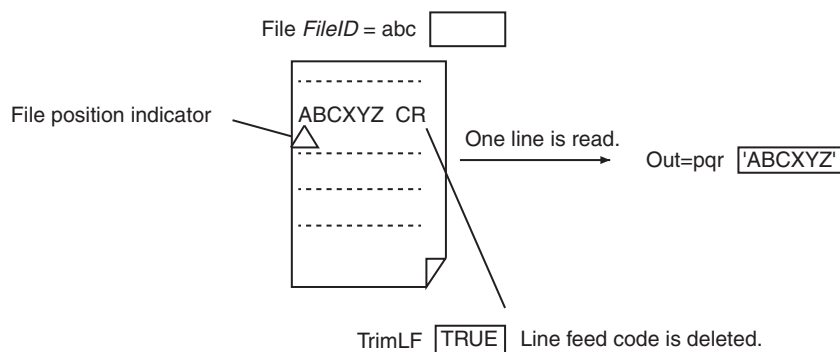 File FileID = abc
ABCXYZ CR
File position indicator
One line is read.
Out=pqr 'ABCXYZ'
TrimLF TRUE Line feed code is deleted.